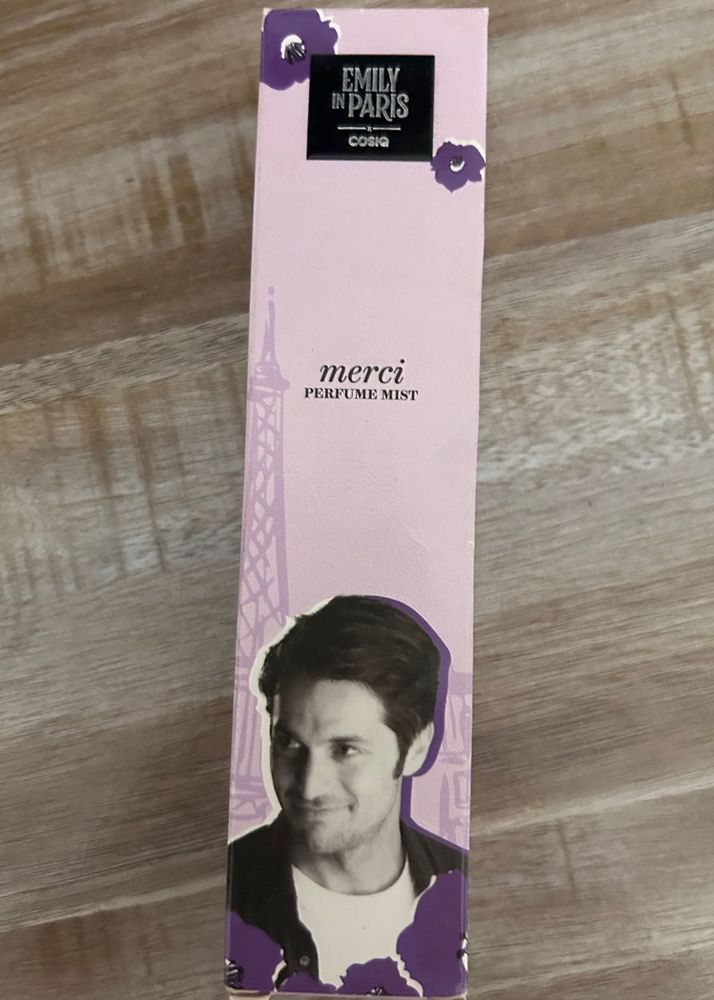 EMILY
IN PARIS
x
COSIQ
merci
PERFUME MIST